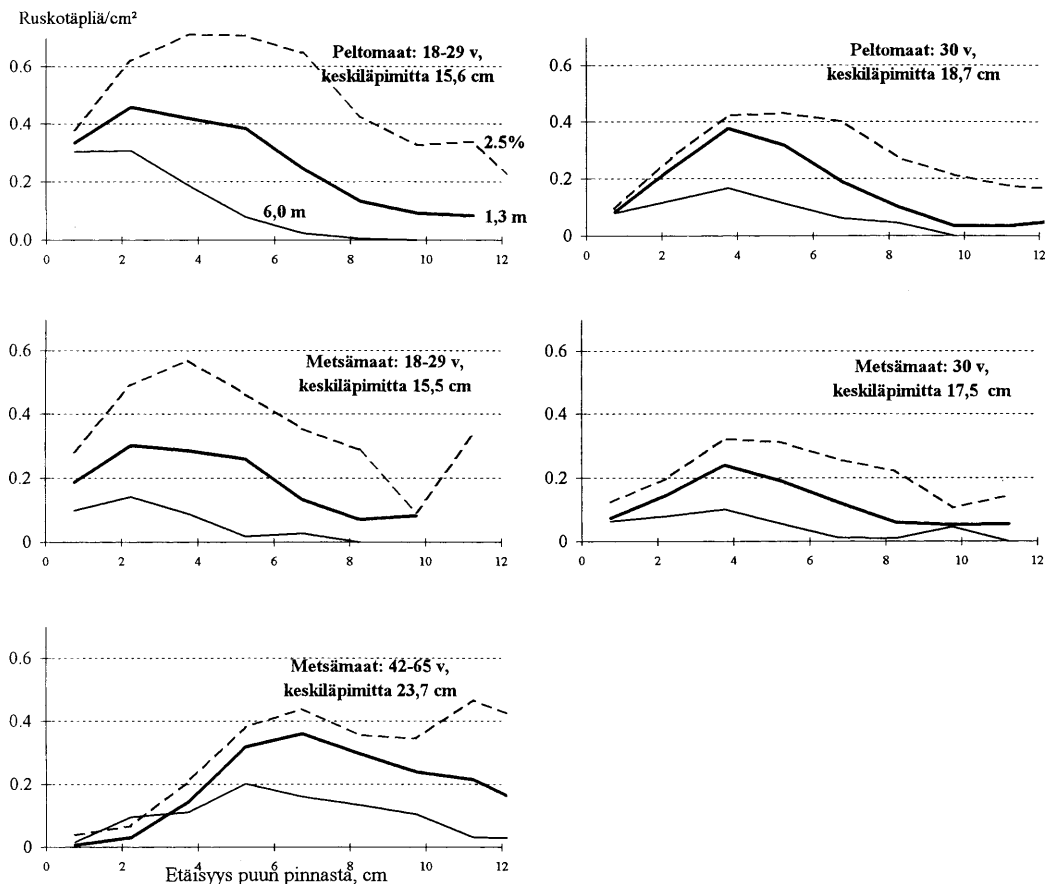 Ruskotäpliä/cm²
Peltomaat: 18-29 v,
keskiläpimitta 15,6 cm
0.6
0.4
0.2
0.0
2.5%
6,0 m
1,3 m
0 2 4 6 8 10 12
Peltomaat: 30 v,
keskiläpimitta 18,7 cm
0.6
0.4
0.2
0
0 2 4 6 8 10 12
Metsämaat: 18-29 v,
keskiläpimitta 15,5 cm
0.6
0.4
0.2
0
0 2 4 6 8 10 12
Metsämaat: 30 v,
keskiläpimitta 17,5 cm
0.6
0.4
0.2
0
0 2 4 6 8 10 12
Metsämaat: 42-65 v,
keskiläpimitta 23,7 cm
0.6
0.4
0.2
0
0 2 4 6 8 10 12
Etäisyys puun pinnasta, cm